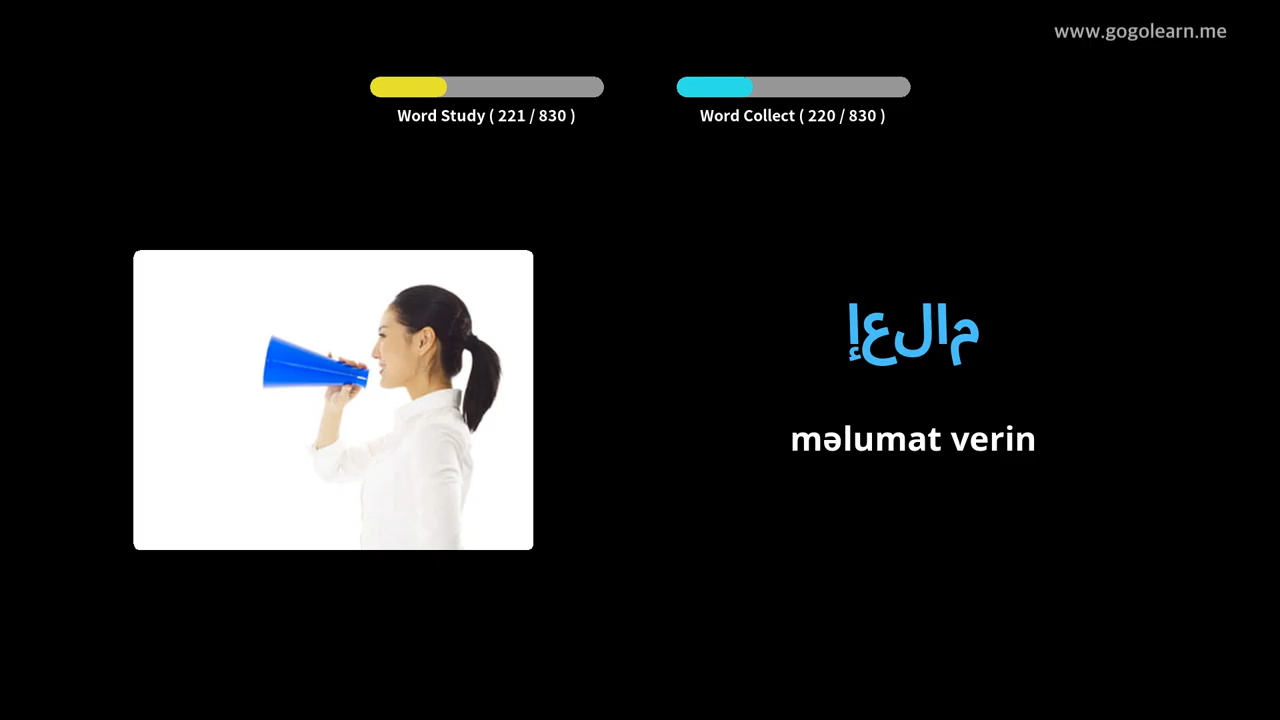 www.gogolearn.me
Word Study ( 221 / 830 )
Word Collect ( 220 / 830 )
إعلام
məlumat verin